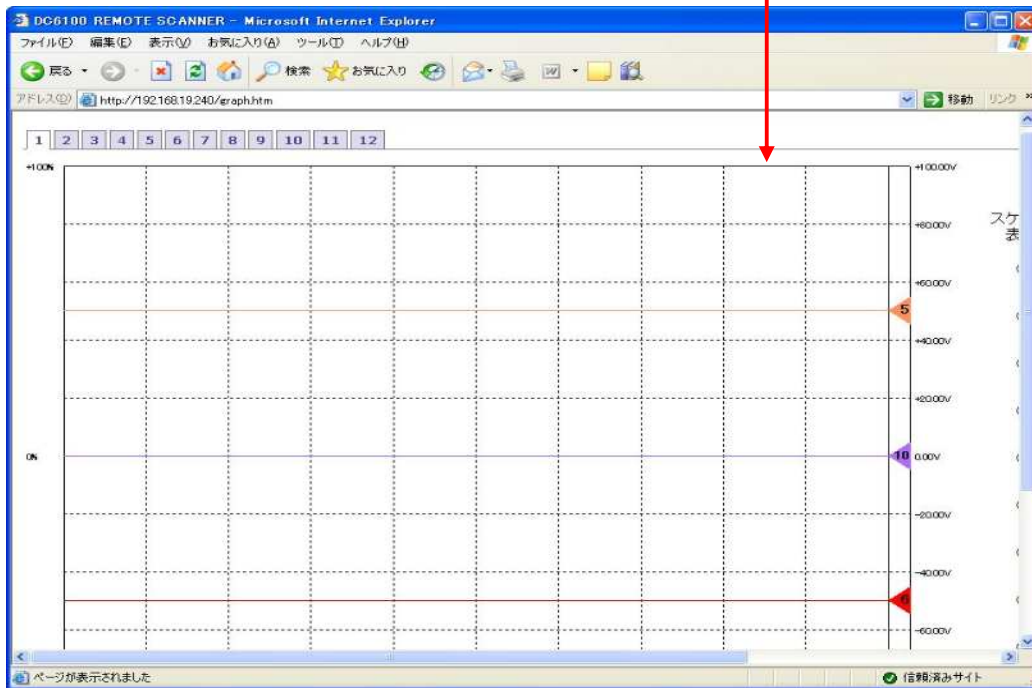 DC6100 REMOTE SCANNER - Microsoft Internet Explorer
ファイル(F) 編集(E) 表示(V) お気に入り(A) ツール(T) ヘルプ(H)
戻る 検索 お気に入り
アドレス(D) http://192.168.19.240/graph.htm 移動 リンク »
1 2 3 4 5 6 7 8 9 10 11 12
+100% +100.00V
+80.00V
スケ
表
+60.00V
5
+40.00V
+20.00V
0% 10 0.00V
-20.00V
-40.00V
6
-60.00V
ページが表示されました 信頼済みサイト